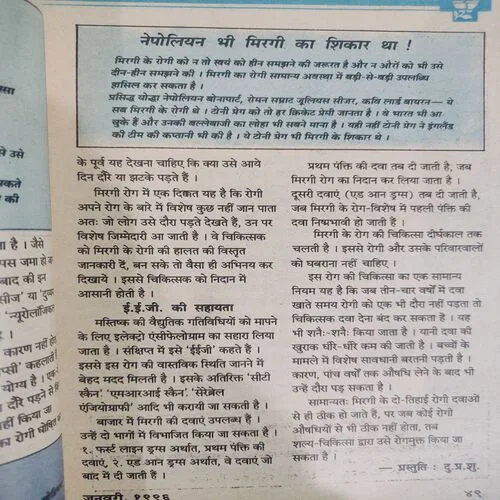 नेपोलियन भी मिरगी का शिकार था !
मिरगी के रोगी को न तो स्वयं को हीन समझने की जरूरत है और न औरों को भी उसे
दीन-हीन समझने की । मिरगी का रोगी सामान्य अवस्था में बड़ी-से-बड़ी उपलब्धि
हासिल कर सकता है ।
प्रसिद्ध योद्धा नेपोलियन बोनापार्ट, रोमन सम्राट जूलियस सीजर, कवि लार्ड बायरन— ये
सब मिरगी के रोगी थे । टोनी ग्रेग को तो हर क्रिकेट प्रेमी जानता है । ये भारत भी आ
चुके हैं और उनकी बल्लेबाजी का लोहा भी सबने माना है । यही नहीं टोनी ग्रेग ने इंगलैंड
की टीम की कप्तानी भी की है । ये टोनी ग्रेग भी मिरगी के शिकार थे ।
के पूर्व यह देखना चाहिए कि क्या उसे आये
दिन दौरे या झटके पड़ते हैं ।
मिरगी रोग में एक दिक्कत यह है कि रोगी
अपने रोग के बारे में विशेष कुछ नहीं जान पाता
अतः जो लोग उसे दौरा पड़ते देखते हैं, उन पर
विशेष जिम्मेदारी आ जाती है । वे चिकित्सक
को मिरगी के रोगी की हालत की विस्तृत
जानकारी दें, बन सके तो वैसा ही अभिनय कर
दिखाये । इससे चिकित्सक को निदान में
आसानी होती है ।
ई.ई.जी. की सहायता
मस्तिष्क की वैद्युतिक गतिविधियों को मापने
के लिए इलेक्ट्रो एंसीफेलोग्राम का सहारा लिया
जाता है । संक्षिप्त में इसे 'ईईजी' कहते हैं ।
इससे इस रोग की वास्तविक स्थिति जानने में
बेहद मदद मिलती है । इसके अतिरिक्त 'सीटी
स्कैन' 'एमआरआई स्कैन' 'सेरेब्रेल
एंजियोग्राफी' आदि भी करायी जा सकती है ।
बाजार में मिरगी की दवाएं उपलब्ध हैं ।
उन्हें दो भागों में विभाजित किया जा सकता है ।
१. फर्स्ट लाइन ड्रग्स अर्थात, प्रथम पंक्ति की
दवाएं, २. एड आन ड्रग्स अर्थात, वे दवाएं जो
बाद में दी जाती हैं ।
जनवरी, १९९६
प्रथम पंक्ति की दवा तब दी जाती है, जब
मिरगी रोग का निदान कर लिया जाता है ।
दूसरी दवाएं (एड आन ड्रग्स) तब दी जाती है,
जब मिरगी के रोग-विशेष में पहली पंक्ति की
दवा निष्प्रभावी हो जाती हैं ।
मिरगी के रोग की चिकित्सा दीर्घकाल तक
चलती है । इससे रोगी और उसके परिवारवालों
को घबराना नहीं चाहिए ।
इस रोग की चिकित्सा का एक सामान्य
नियम यह है कि जब तीन-चार वर्षों में दवा
खाते समय रोगी को एक भी दौरा नहीं पड़ता तो
चिकित्सक दवा देना बंद कर सकता है । यह
भी शनैः-शनैः किया जाता है । यानी दवा की
खुराक धीरे-धीरे कम की जाती है । बच्चों के
मामले में विशेष सावधानी बरतनी पड़ती है ।
कारण, पांच वर्षों तक औषधि लेने के बाद भी
उन्हें दौरा पड़ सकता है ।
सामान्यतः मिरगी के दो-तिहाई रोगी दवाओं
से ही ठीक हो जाते हैं, पर जब कोई रोगी
औषधियों से भी ठीक नहीं होता, तब
शल्य-चिकित्सा द्वारा उसे रोगमुक्त किया जा
सकता है ।
— प्रस्तुति : दु.प्र.शु.
४९